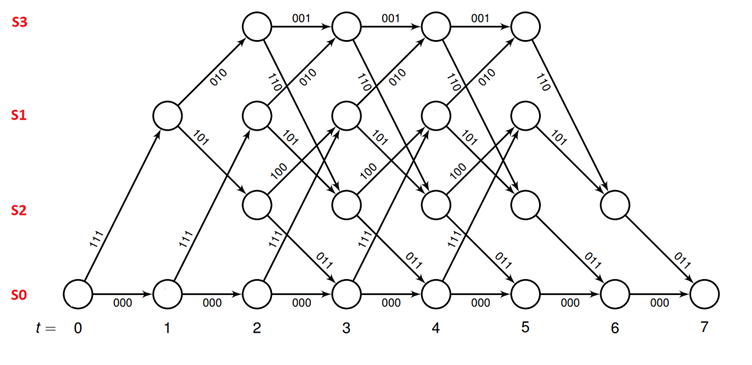 S3
001 001 001
010 110 010 110 010 110 010 110
S1
101 101 101 101 101
100 100 100
S2
111 111 111 111 111
011 011 011 011 011
S0
000 000 000 000 000 000 000
t = 0 1 2 3 4 5 6 7